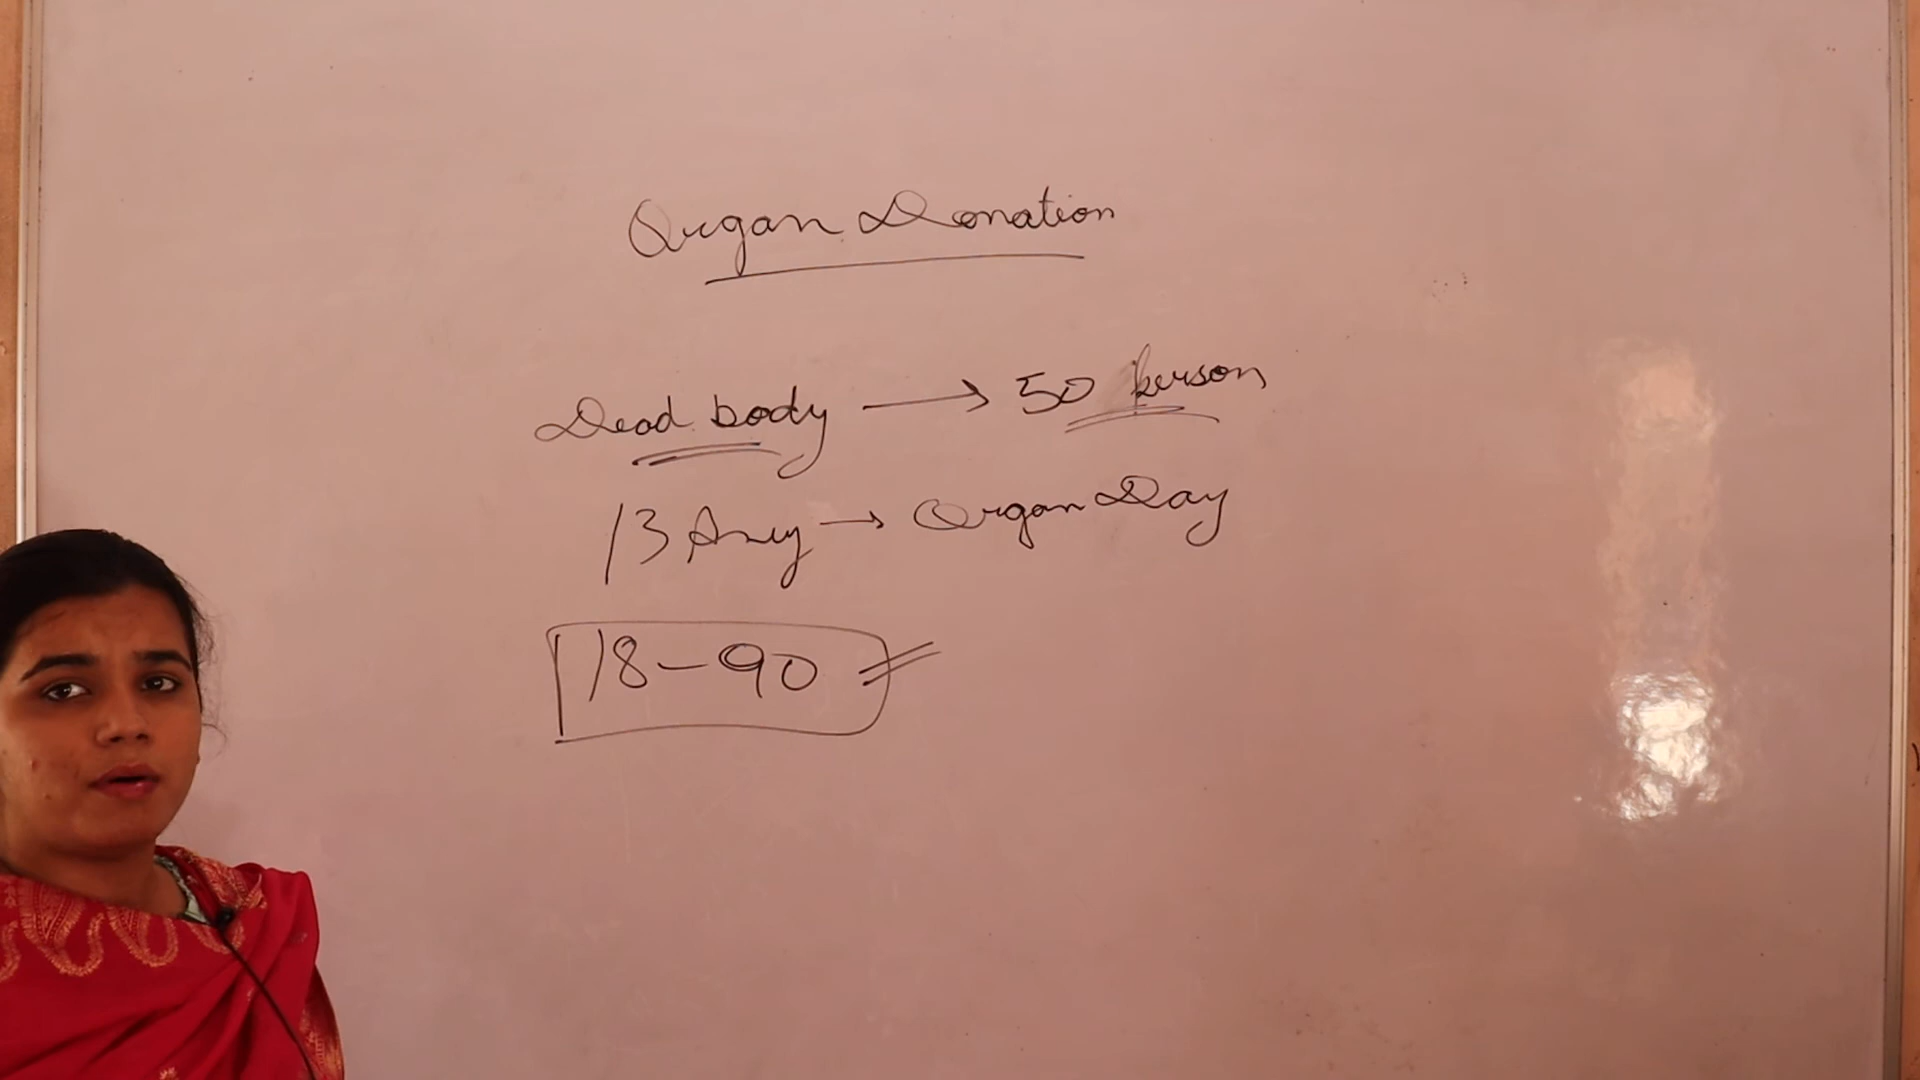 Organ Donation
Dead body → 50 person
13 Aug → Organ Day
18-90